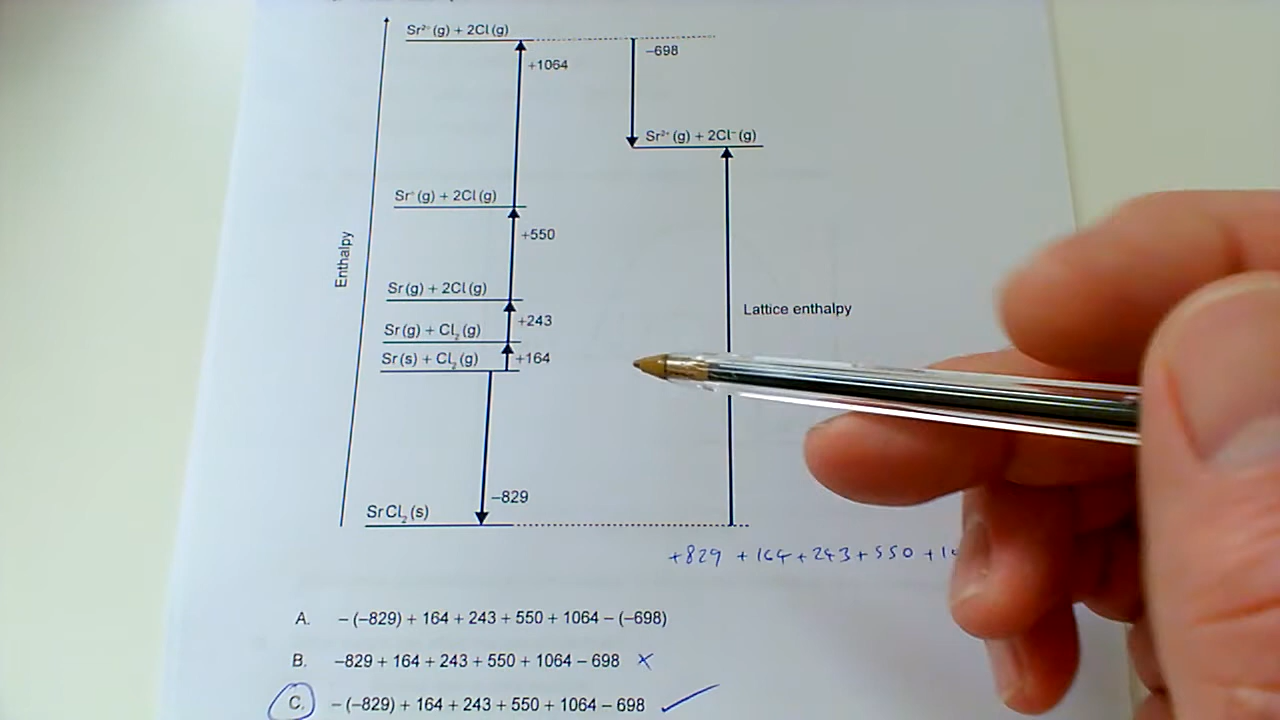 Sr²⁺(g) + 2Cl(g)
+1064
−698
Sr²⁺(g) + 2Cl⁻(g)
Sr⁺(g) + 2Cl(g)
+550
Enthalpy
Sr(g) + 2Cl(g)
Lattice enthalpy
+243
Sr(g) + Cl₂(g)
Sr(s) + Cl₂(g)
+164
−829
SrCl₂(s)
+829 + 164 + 243 + 550 +
A. −(−829) + 164 + 243 + 550 + 1064 − (−698)
B. −829 + 164 + 243 + 550 + 1064 − 698 ✗
C. −(−829) + 164 + 243 + 550 + 1064 − 698 ✓